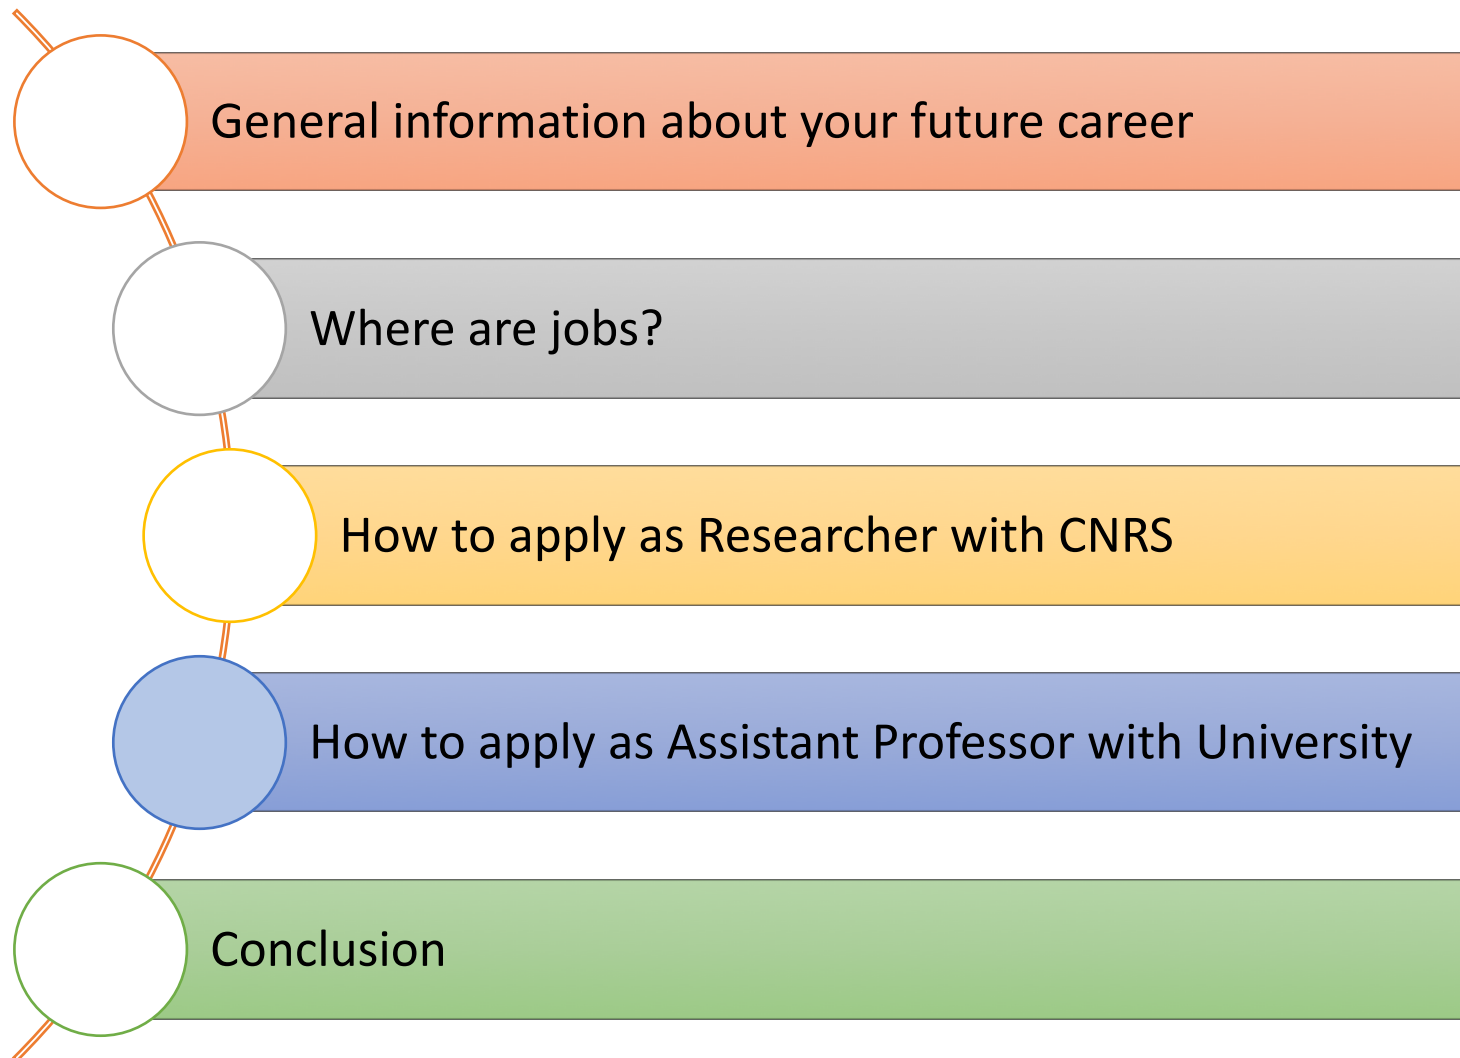 General information about your future career
Where are jobs?
How to apply as Researcher with CNRS
How to apply as Assistant Professor with University
Conclusion